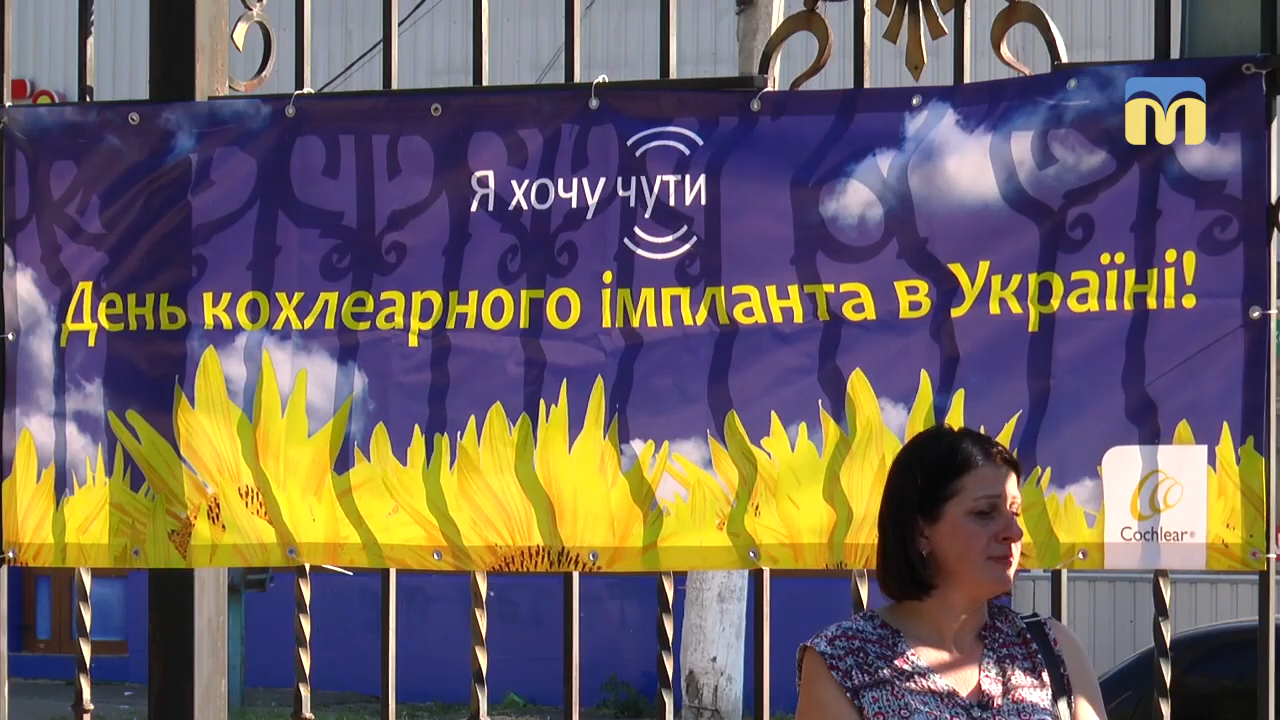 Я хочу чути
День кохлеарного імпланта в Україні!
Cochlear®